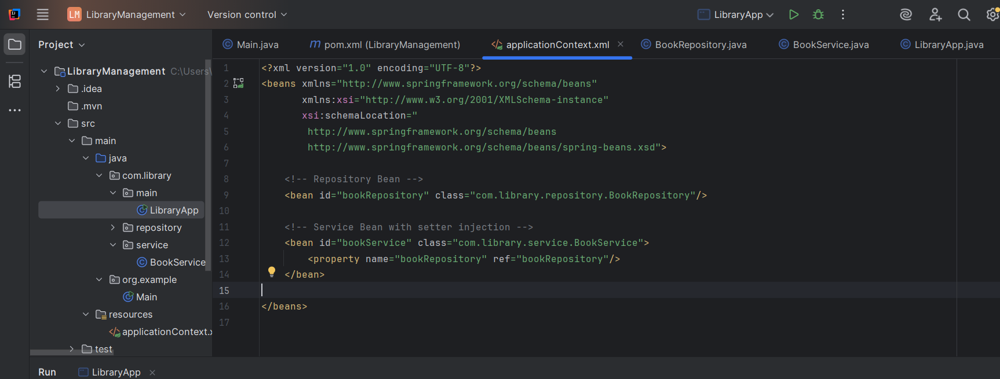 LM LibraryManagement Version control LibraryApp
Project Main.java m pom.xml (LibraryManagement) applicationContext.xml BookRepository.java BookService.java LibraryApp.java
LibraryManagement C:\Users\
.idea
.mvn
src
main
java
com.library
main
LibraryApp
repository
service
BookService
org.example
Main
resources
applicationContext.x
test
1 <?xml version="1.0" encoding="UTF-8"?>
2 <beans xmlns="http://www.springframework.org/schema/beans"
3 xmlns:xsi="http://www.w3.org/2001/XMLSchema-instance"
4 xsi:schemaLocation="
5 http://www.springframework.org/schema/beans
6 http://www.springframework.org/schema/beans/spring-beans.xsd">
7
8 <!-- Repository Bean -->
9 <bean id="bookRepository" class="com.library.repository.BookRepository"/>
10
11 <!-- Service Bean with setter injection -->
12 <bean id="bookService" class="com.library.service.BookService">
13 <property name="bookRepository" ref="bookRepository"/>
14 </bean>
15
16 </beans>
17
Run LibraryApp